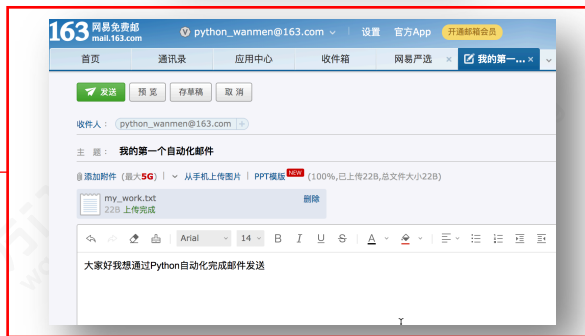 163 网易免费邮
mail.163.com
python_wanmen@163.com
设置
官方App
开通邮箱会员
首页
通讯录
应用中心
收件箱
网易严选 ×
我的第一...×
发送
预 览
存草稿
取 消
收件人： python_wanmen@163.com
主 题： 我的第一个自动化邮件
添加附件 (最大5G) 从手机上传图片 PPT模版 NEW (100%,已上传22B,总文件大小22B)
my_work.txt
删除
22B 上传完成
Arial 14 B I U S A
大家好我想通过Python自动化完成邮件发送